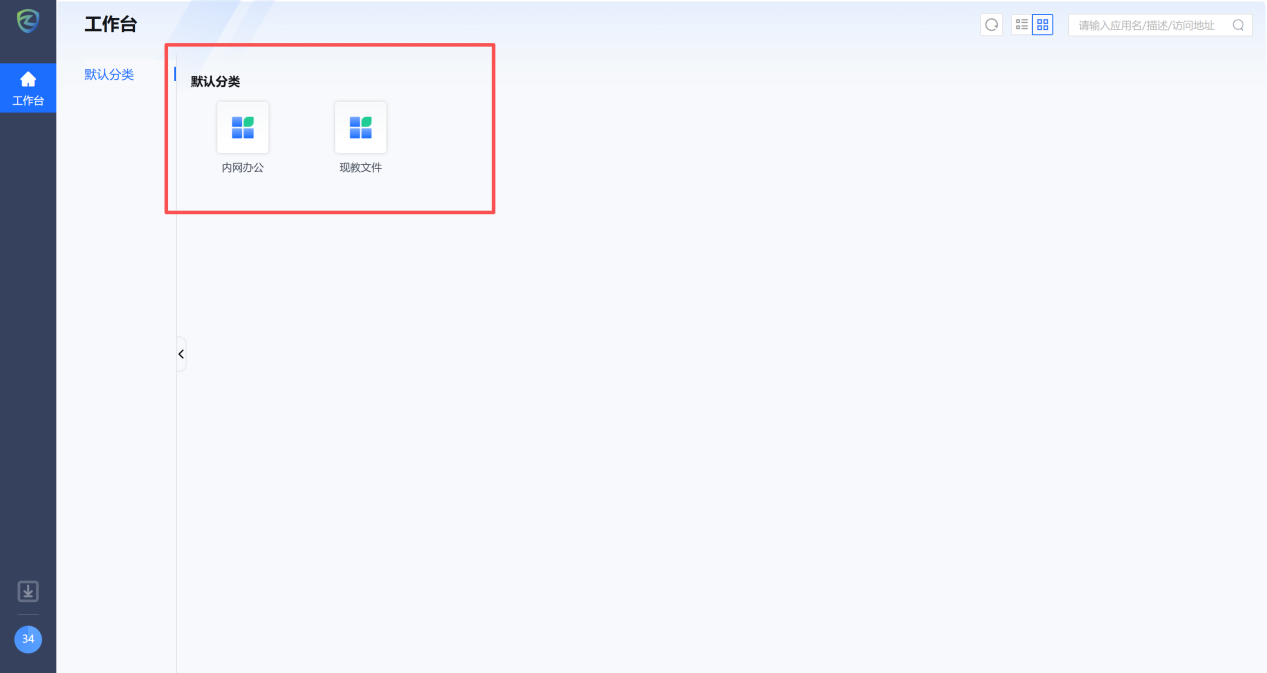 工作台
请输入应用名/描述/访问地址
工作台
默认分类
默认分类
内网办公
现教文件
34